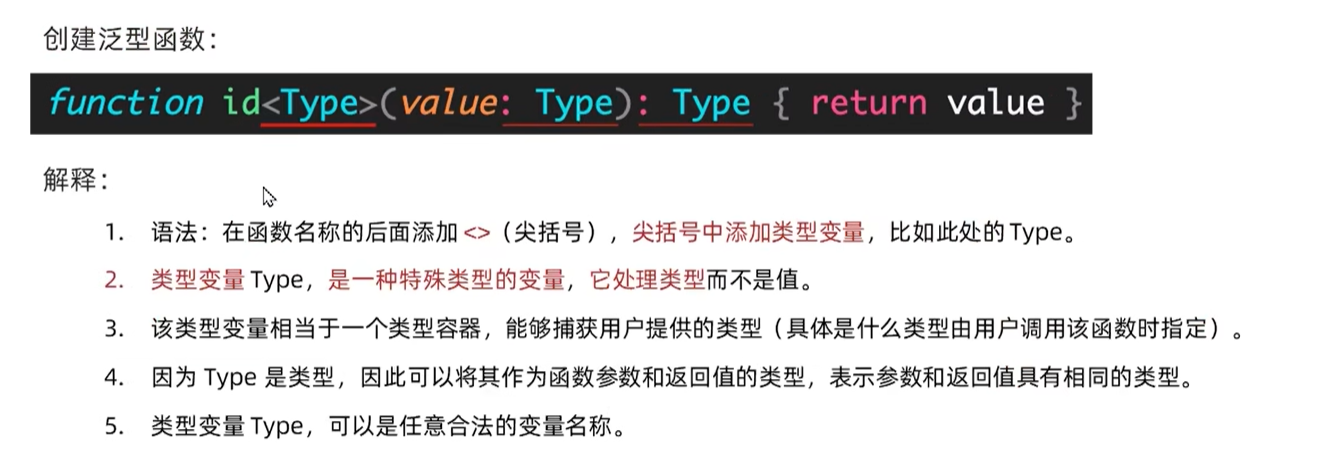 创建泛型函数：
function id<Type>(value: Type): Type { return value }
解释：
1. 语法：在函数名称的后面添加 <>（尖括号），尖括号中添加类型变量，比如此处的 Type。
2. 类型变量 Type，是一种特殊类型的变量，它处理类型而不是值。
3. 该类型变量相当于一个类型容器，能够捕获用户提供的类型（具体是什么类型由用户调用该函数时指定）。
4. 因为 Type 是类型，因此可以将其作为函数参数和返回值的类型，表示参数和返回值具有相同的类型。
5. 类型变量 Type，可以是任意合法的变量名称。